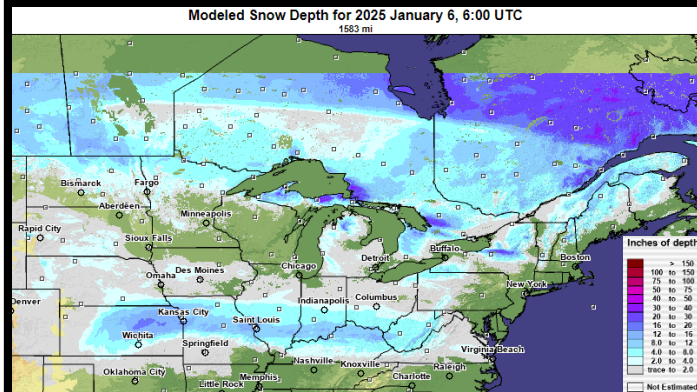 Modeled Snow Depth for 2025 January 6, 6:00 UTC
1583 mi
Bismarck
Fargo
Aberdeen
Minneapolis
Rapid City
Sioux Falls
Buffalo
Boston
Omaha
Des Moines
Chicago
Detroit
New York
Denver
Indianapolis
Columbus
Kansas City
Saint Louis
Wichita
Springfield
Virginia Beach
Nashville
Knoxville
Raleigh
Oklahoma City
Memphis
Charlotte
Little Rock
Inches of depth
> 150
100 to 150
75 to 100
50 to 75
40 to 50
30 to 40
20 to 30
16 to 20
12 to 16
8.0 to 12
4.0 to 8.0
2.0 to 4.0
trace to 2.0
Not Estimated